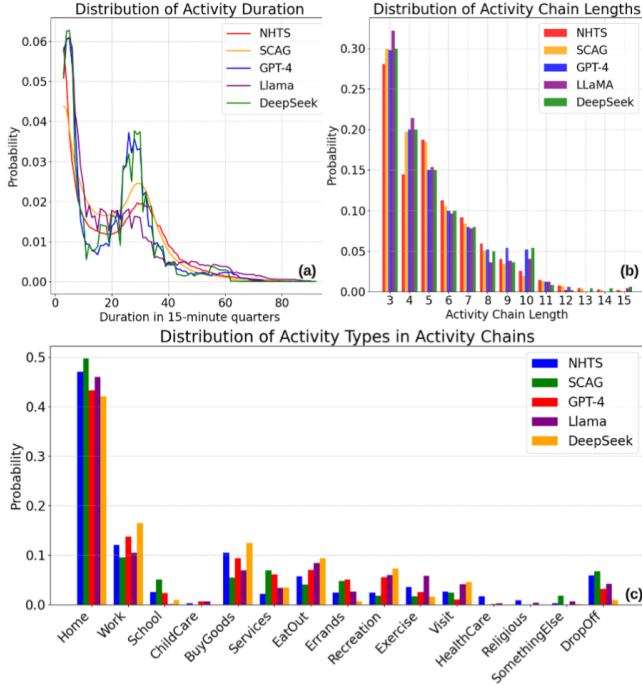 Distribution of Activity Duration
0.06
0.05
0.04
0.03
0.02
0.01
0.00
Probability
NHTS
SCAG
GPT-4
Llama
DeepSeek
(a)
0 20 40 60 80
Duration in 15-minute quarters
Distribution of Activity Chain Lengths
0.30
0.25
0.20
0.15
0.10
0.05
0.00
Probability
NHTS
SCAG
GPT-4
LLaMA
DeepSeek
(b)
3 4 5 6 7 8 9 10 11 12 13 14 15
Activity Chain Length
Distribution of Activity Types in Activity Chains
0.5
0.4
0.3
0.2
0.1
0.0
Probability
NHTS
SCAG
GPT-4
Llama
DeepSeek
(c)
Home
Work
School
ChildCare
BuyGoods
Services
EatOut
Errands
Recreation
Exercise
Visit
HealthCare
Religious
SomethingElse
DropOff